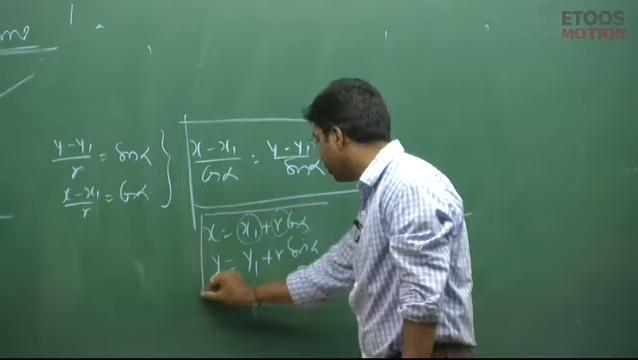 ETOOS
MOTION
y-y₁/r = Sinα
x-x₁/r = Cosα
x-x₁/Cosα = y-y₁/Sinα
x = x₁ + r Cosα
y = y₁ + r Sinα